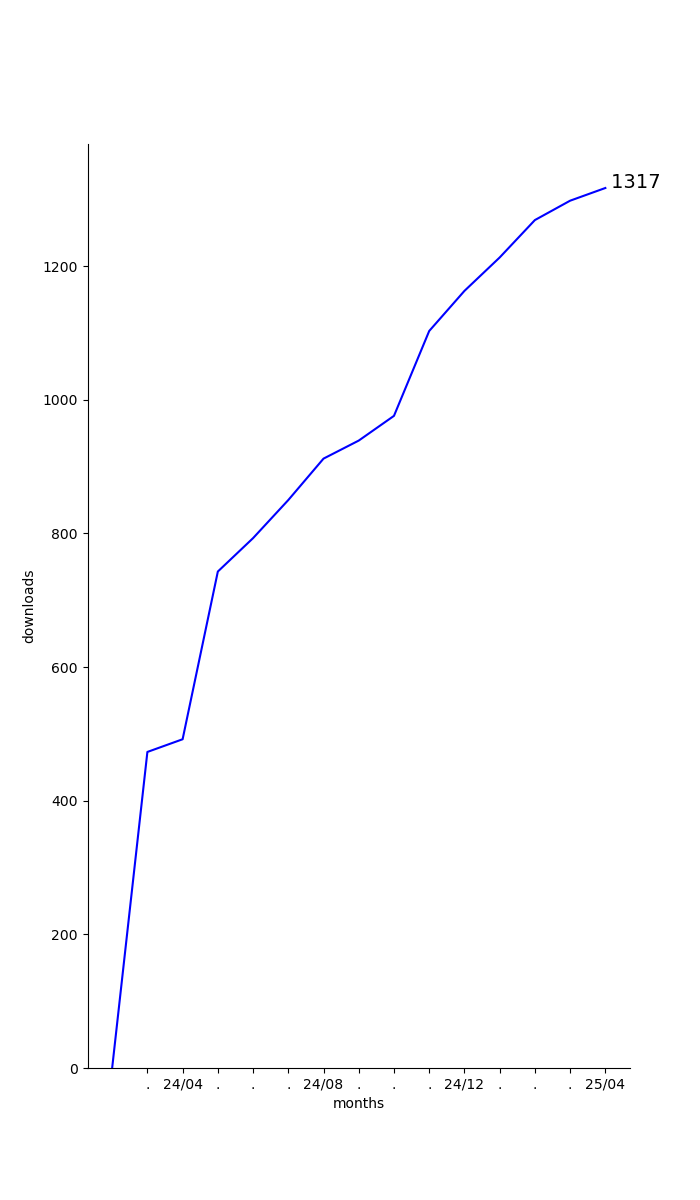 1317
1200
1000
800
600
400
200
0
downloads
. 24/04 . . . 24/08 . . . 24/12 . . . 25/04
months